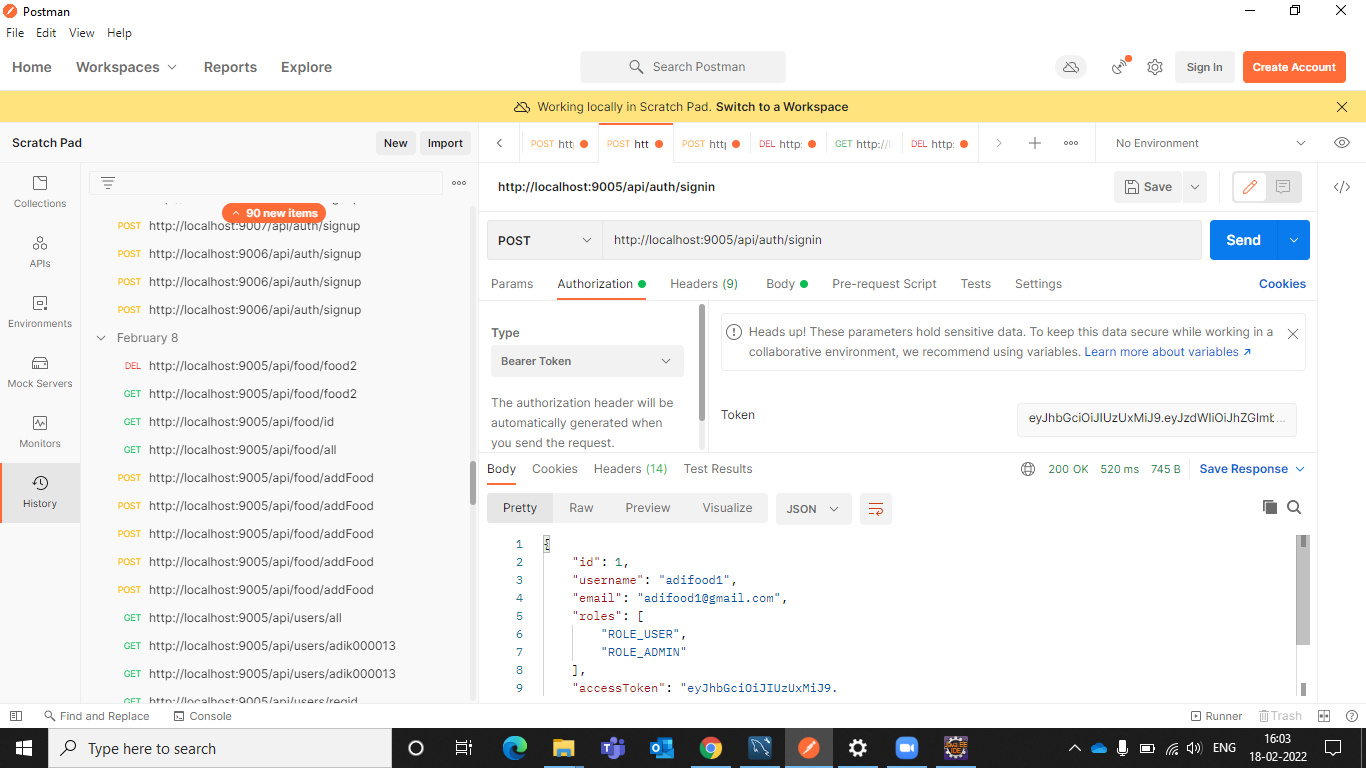 Postman
File Edit View Help
Home Workspaces Reports Explore
Search Postman
Sign In
Create Account
Working locally in Scratch Pad. Switch to a Workspace
Scratch Pad
New
Import
POST htt
POST htt
POST http
DEL http:
GET http://l
DEL http:
No Environment
Collections
APIs
Environments
Mock Servers
Monitors
History
90 new items
POST http://localhost:9007/api/auth/signup
POST http://localhost:9006/api/auth/signup
POST http://localhost:9006/api/auth/signup
POST http://localhost:9006/api/auth/signup
February 8
DEL http://localhost:9005/api/food/food2
GET http://localhost:9005/api/food/food2
GET http://localhost:9005/api/food/id
GET http://localhost:9005/api/food/all
POST http://localhost:9005/api/food/addFood
POST http://localhost:9005/api/food/addFood
POST http://localhost:9005/api/food/addFood
POST http://localhost:9005/api/food/addFood
POST http://localhost:9005/api/food/addFood
GET http://localhost:9005/api/users/all
GET http://localhost:9005/api/users/adik000013
GET http://localhost:9005/api/users/adik000013
GET http://localhost:9005/api/users/regid
http://localhost:9005/api/auth/signin
Save
POST
http://localhost:9005/api/auth/signin
Send
Params Authorization Headers (9) Body Pre-request Script Tests Settings
Cookies
Type
Bearer Token
The authorization header will be
automatically generated when
you send the request.
Heads up! These parameters hold sensitive data. To keep this data secure while working in a
collaborative environment, we recommend using variables. Learn more about variables ↗
Token
eyJhbGciOiJIUzUxMiJ9.eyJzdWIiOiJhZGlmb...
Body Cookies Headers (14) Test Results
200 OK 520 ms 745 B Save Response
Pretty Raw Preview Visualize JSON
1 {
2 "id": 1,
3 "username": "adifood1",
4 "email": "adifood1@gmail.com",
5 "roles": [
6 "ROLE_USER",
7 "ROLE_ADMIN"
8 ],
9 "accessToken": "eyJhbGciOiJIUzUxMiJ9.
Find and Replace
Console
Runner
Trash
Type here to search
ENG
16:03
18-02-2022